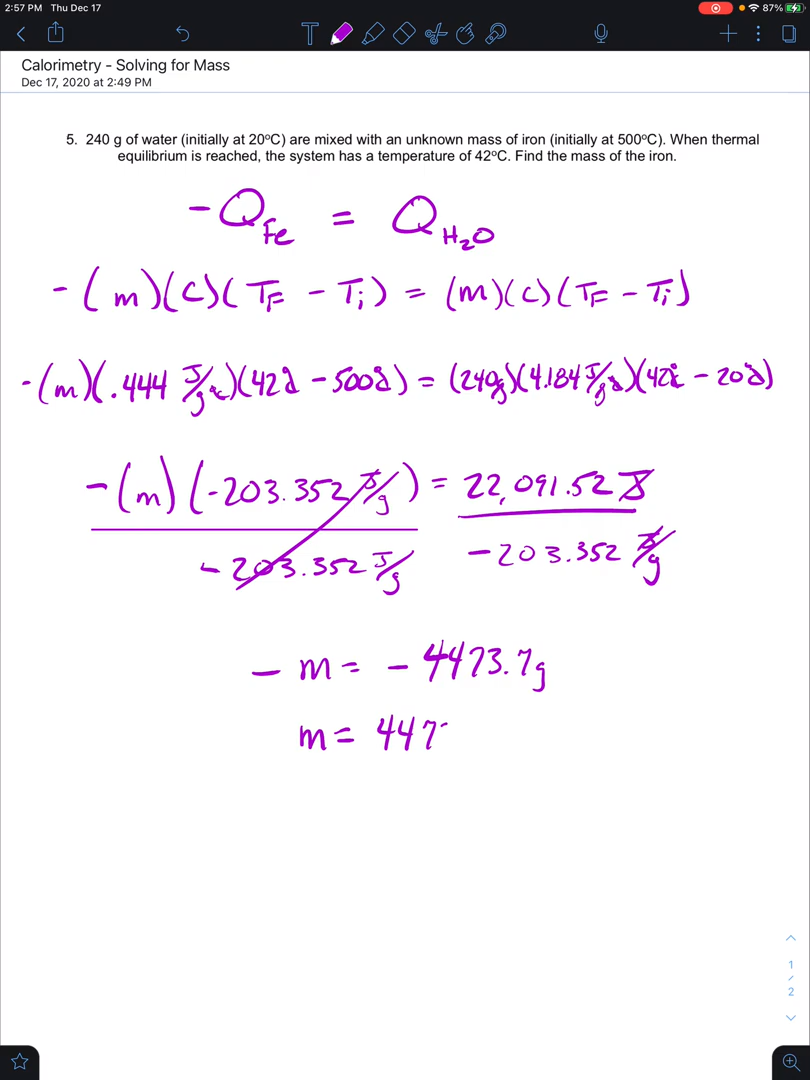 2:57 PM Thu Dec 17
87%
T
Calorimetry - Solving for Mass
Dec 17, 2020 at 2:49 PM
5. 240 g of water (initially at 20°C) are mixed with an unknown mass of iron (initially at 500°C). When thermal
equilibrium is reached, the system has a temperature of 42°C. Find the mass of the iron.
-Q_Fe = Q_H₂O
-(m)(c)(T_F - T_i) = (m)(c)(T_F - T_i)
-(m)(.444 J/g°C)(42°C - 500°C) = (240g)(4.184 J/g°C)(42°C - 20°C)
-(m)(-203.352 J/g) = 22,091.52 J
-203.352 J/g -203.352 J/g
-m = -4473.7g
m = 447
1
2